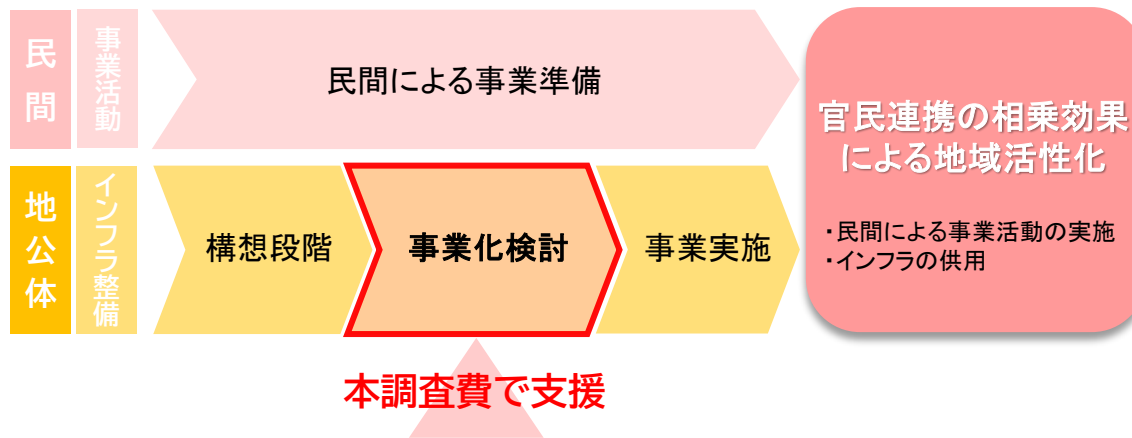 民間
事業活動
民間による事業準備
官民連携の相乗効果
による地域活性化
・民間による事業活動の実施
・インフラの供用
地公体
インフラ整備
構想段階
事業化検討
事業実施
本調査費で支援